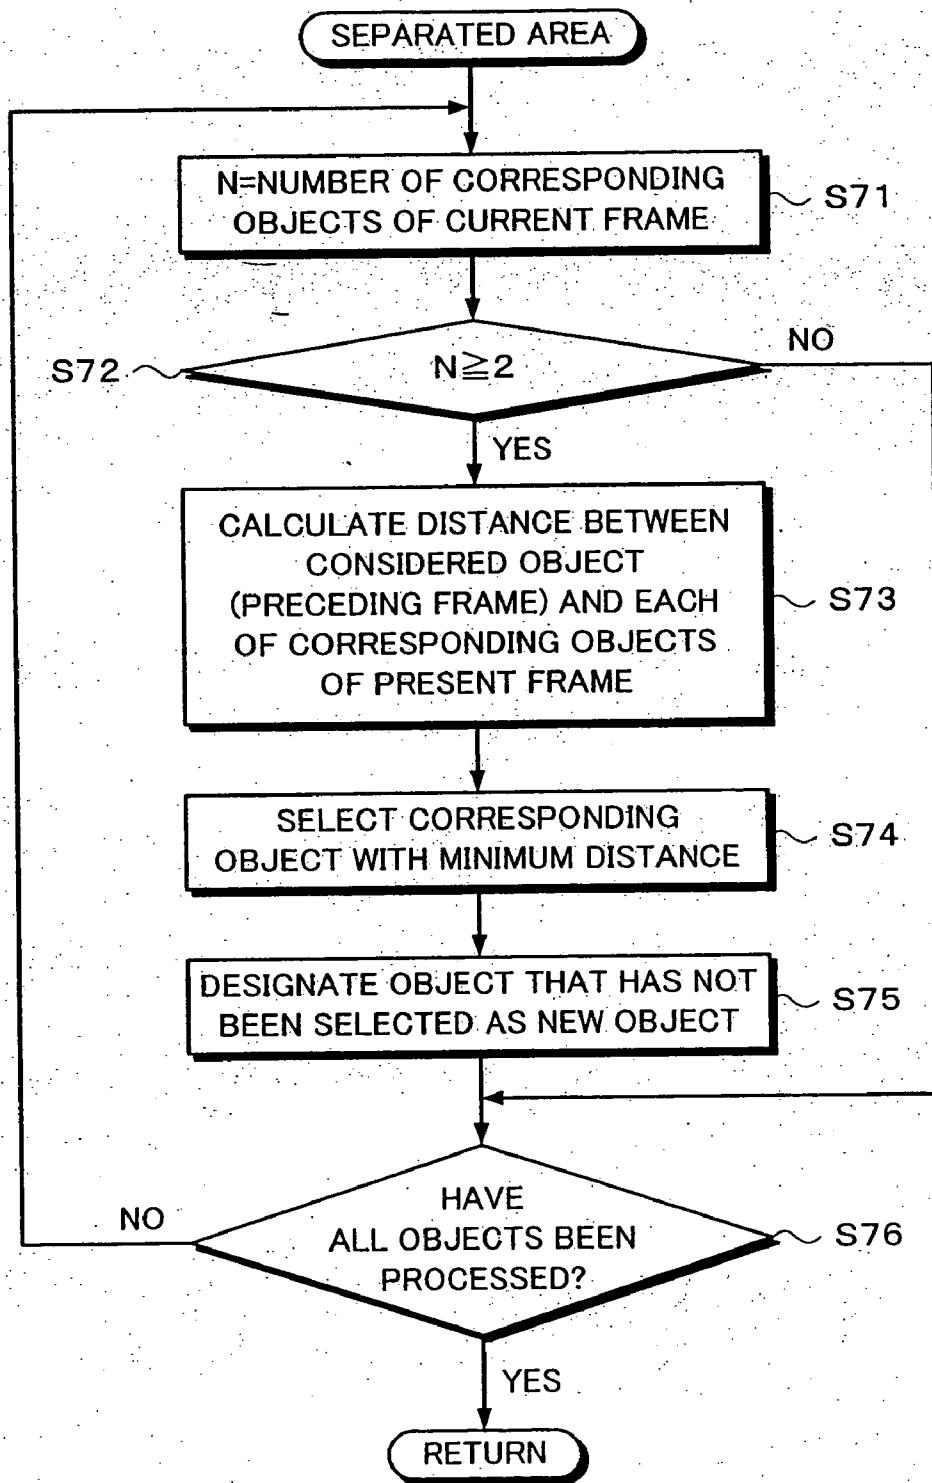 SEPARATED AREA
N=NUMBER OF CORRESPONDING
OBJECTS OF CURRENT FRAME
S71
S72
N≧2
NO
YES
CALCULATE DISTANCE BETWEEN
CONSIDERED OBJECT
(PRECEDING FRAME) AND EACH
OF CORRESPONDING OBJECTS
OF PRESENT FRAME
S73
SELECT CORRESPONDING
OBJECT WITH MINIMUM DISTANCE
S74
DESIGNATE OBJECT THAT HAS NOT
BEEN SELECTED AS NEW OBJECT
S75
NO
HAVE
ALL OBJECTS BEEN
PROCESSED?
S76
YES
RETURN